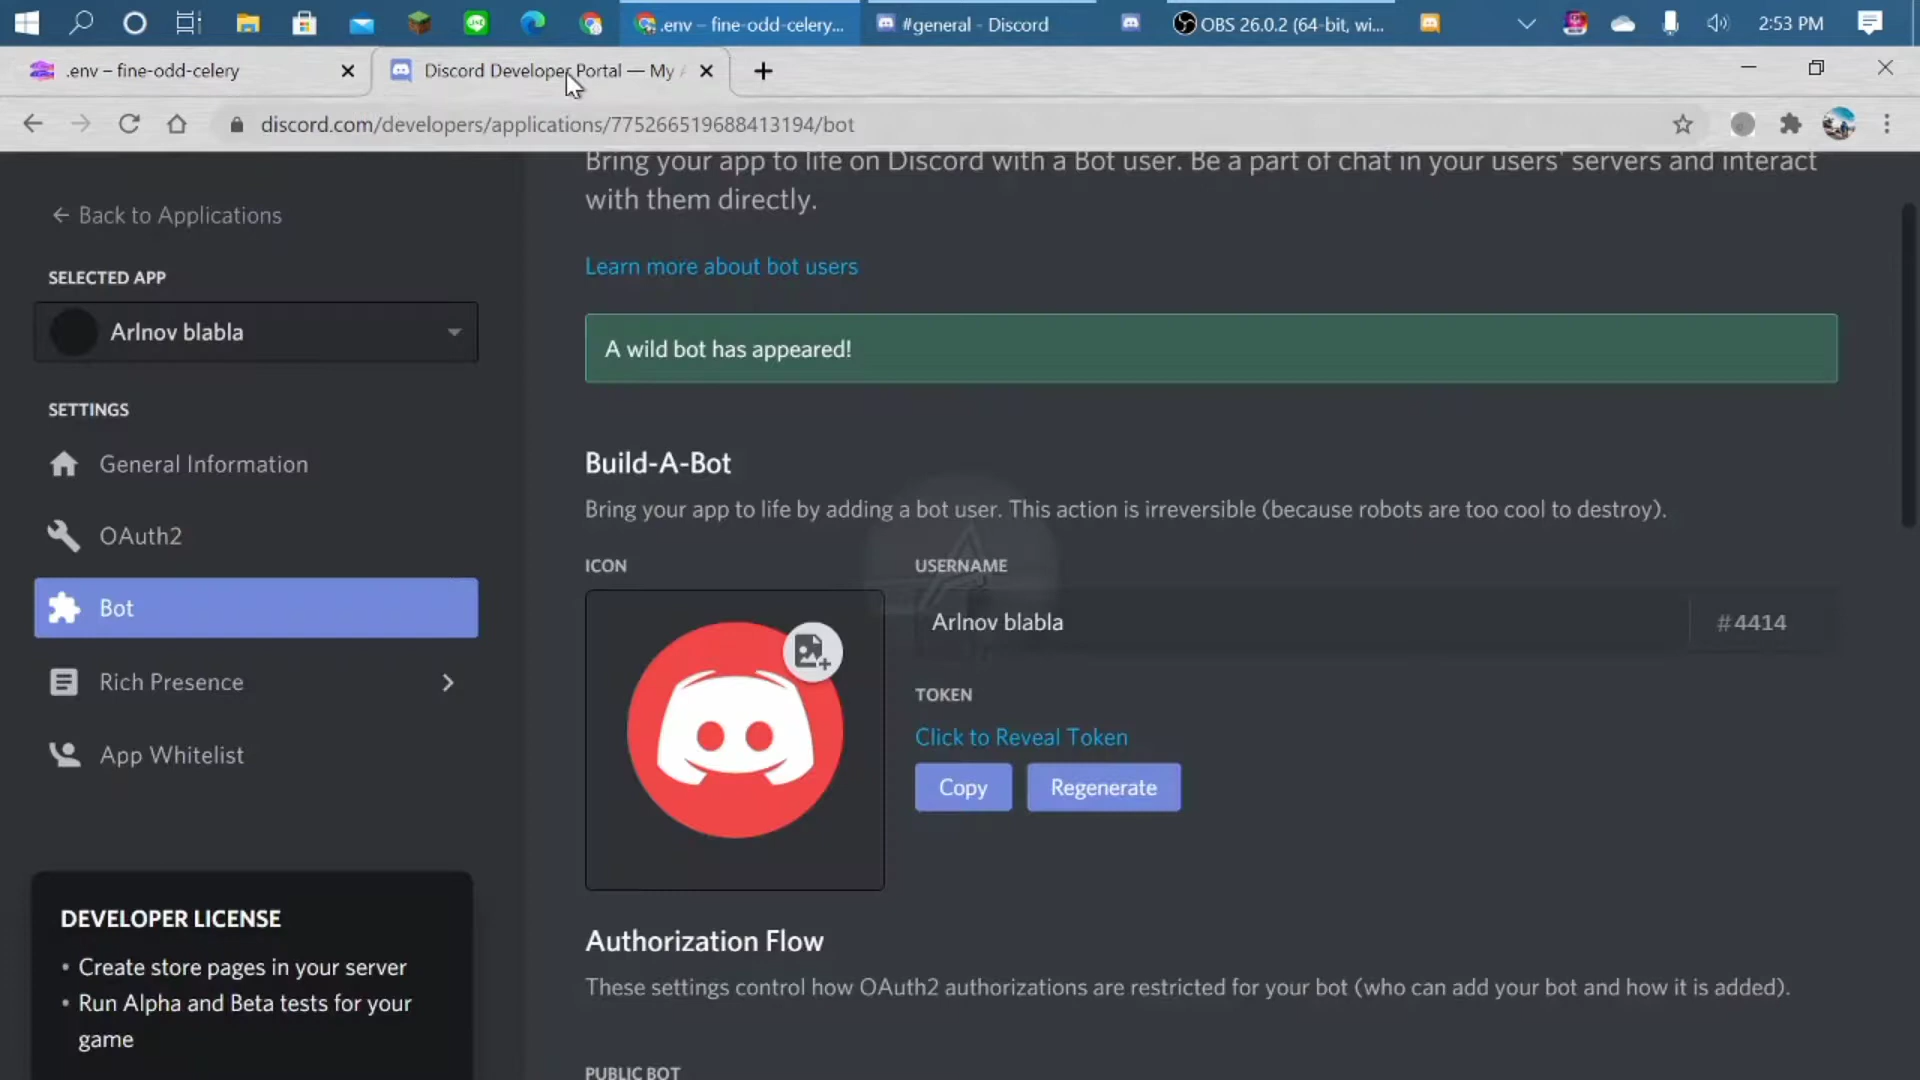 .env – fine-odd-celery...
#general - Discord
OBS 26.0.2 (64-bit, wi...
2:53 PM
.env – fine-odd-celery
Discord Developer Portal — My
discord.com/developers/applications/775266519688413194/bot
Bring your app to life on Discord with a Bot user. Be a part of chat in your users' servers and interact
with them directly.
Learn more about bot users
A wild bot has appeared!
Build-A-Bot
Bring your app to life by adding a bot user. This action is irreversible (because robots are too cool to destroy).
ICON
USERNAME
Arlnov blabla
#4414
TOKEN
Click to Reveal Token
Copy
Regenerate
Authorization Flow
These settings control how OAuth2 authorizations are restricted for your bot (who can add your bot and how it is added).
PUBLIC BOT
← Back to Applications
SELECTED APP
Arlnov blabla
SETTINGS
General Information
OAuth2
Bot
Rich Presence
App Whitelist
DEVELOPER LICENSE
• Create store pages in your server
• Run Alpha and Beta tests for your
game